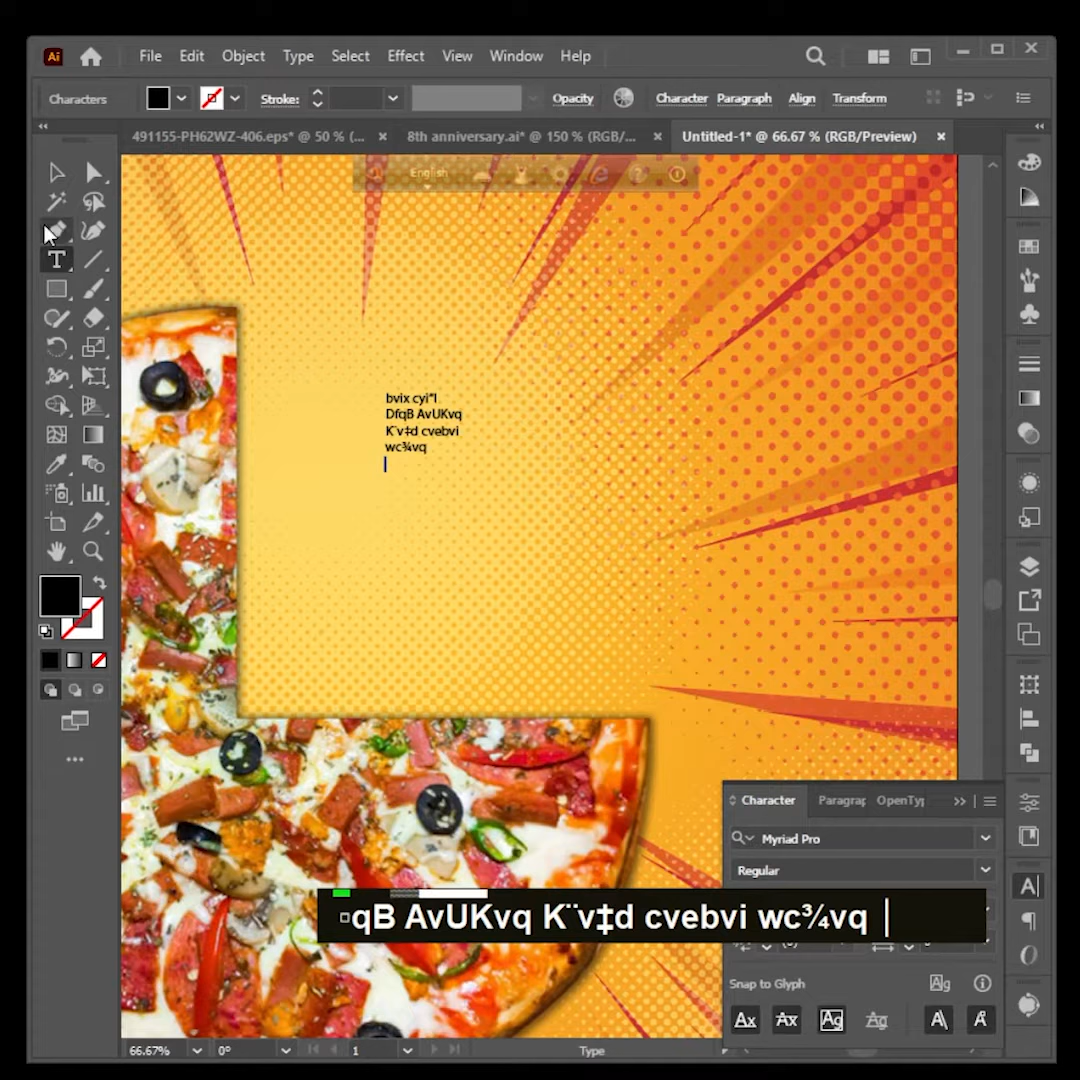 Ai File Edit Object Type Select Effect View Window Help
Characters Stroke: Opacity Character Paragraph Align Transform
491155-PH62WZ-406.eps* @ 50 % (... 8th anniversary.ai* @ 150 % (RGB/... Untitled-1* @ 66.67 % (RGB/Preview)
English
bvix cyi"l
DfqB AvUKvq
K¨v‡d cvebvi
wc¾vq
Character Paragraph OpenTyp
Myriad Pro
Regular
qB AvUKvq K¨v‡d cvebvi wc¾vq
Snap to Glyph
66.67% 0° 1 Type